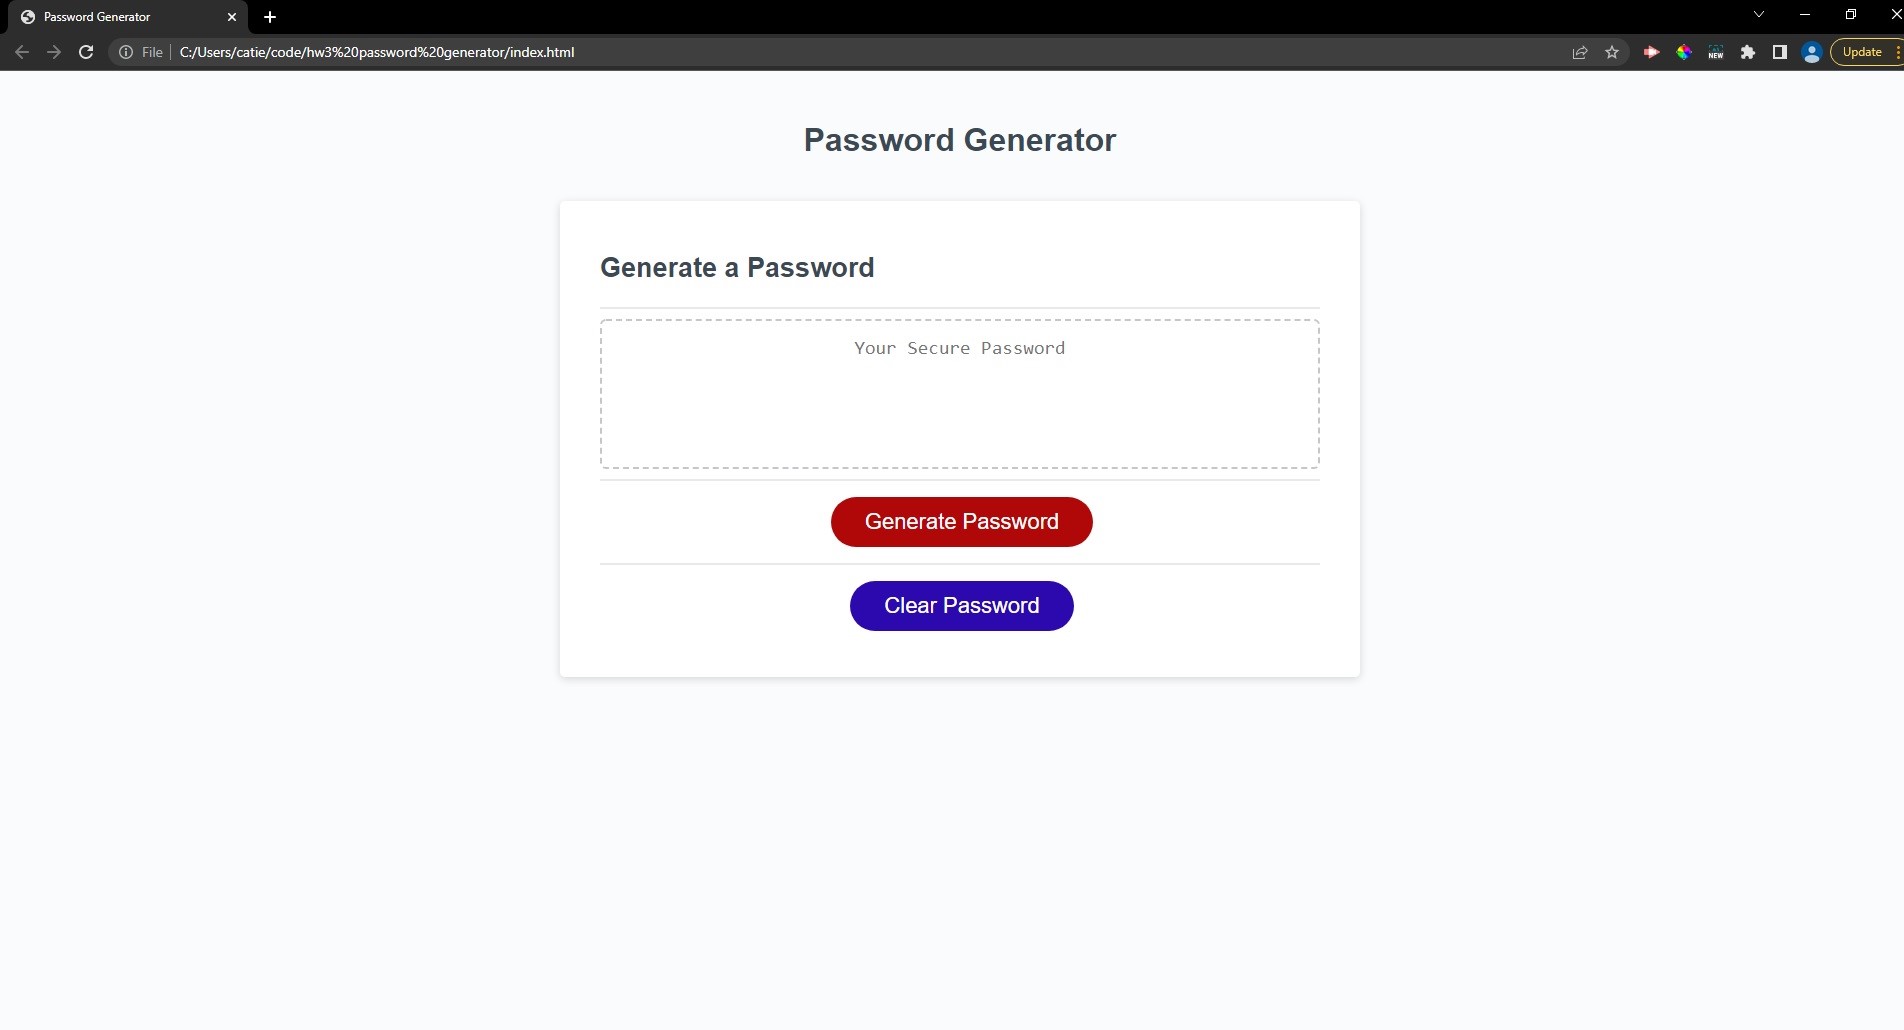 Password Generator
File
C:/Users/catie/code/hw3%20password%20generator/index.html
NEW
Update
Password Generator
Generate a Password
Your Secure Password
Generate Password
Clear Password